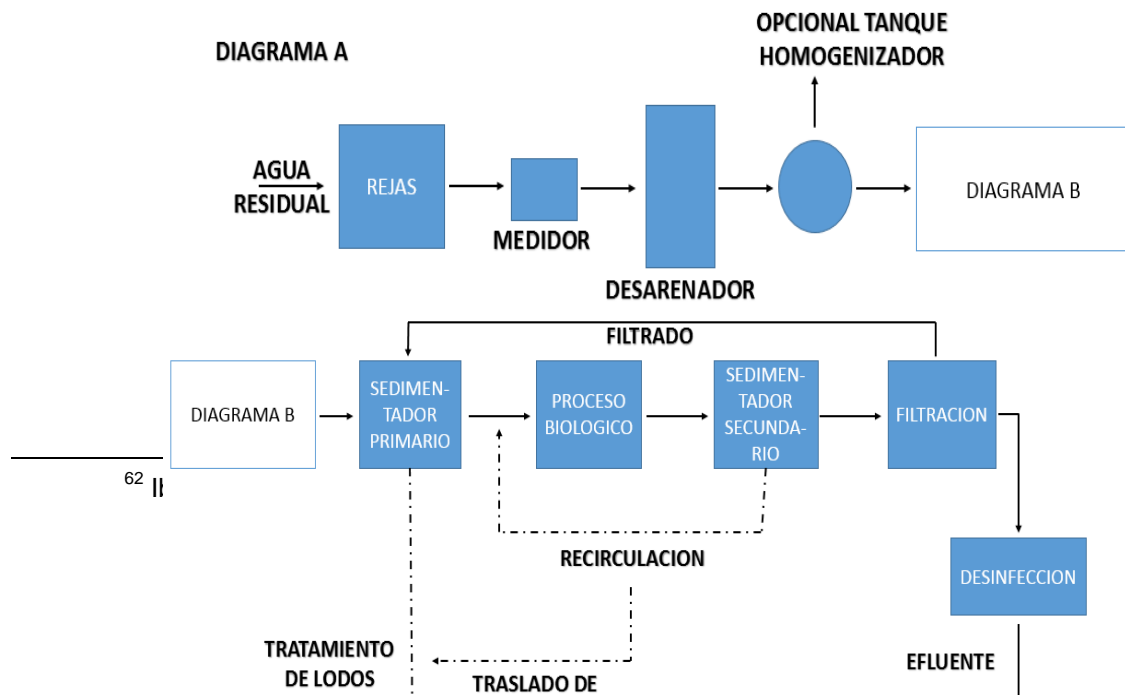 DIAGRAMA A
OPCIONAL TANQUE
HOMOGENIZADOR
AGUA
RESIDUAL
REJAS
MEDIDOR
DESARENADOR
DIAGRAMA B
FILTRADO
DIAGRAMA B
SEDIMEN-
TADOR
PRIMARIO
PROCESO
BIOLOGICO
SEDIMEN-
TADOR
SECUNDA-
RIO
FILTRACION
62
RECIRCULACION
DESINFECCION
TRATAMIENTO
DE LODOS
TRASLADO DE
EFLUENTE